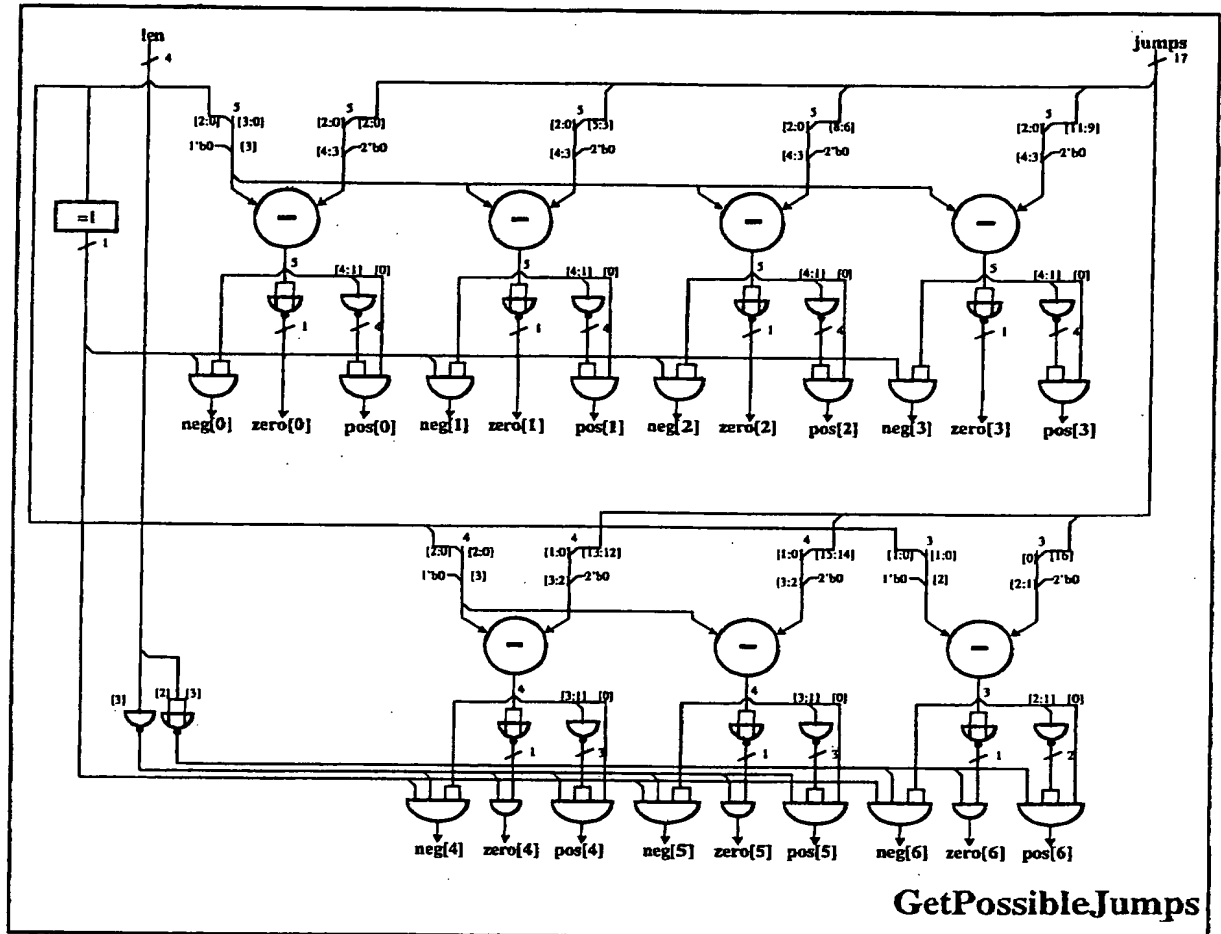 len
jumps
4
17
5
5
5
5
5
[2:0] [3:0]
[2:0] [2:0]
[2:0] [5:3]
[2:0] [8:6]
[2:0] [11:9]
1'b0 [3]
[4:3] 2'b0
[4:3] 2'b0
[4:3] 2'b0
[4:3] 2'b0
− − − −
=1
1
5 [4:1] [0]
5 [4:1] [0]
5 [4:1] [0]
5 [4:1] [0]
1 4 1 4 1 4 1 4
neg[0] zero[0] pos[0] neg[1] zero[1] pos[1] neg[2] zero[2] pos[2] neg[3] zero[3] pos[3]
4 4 4 3 3
[2:0] [2:0]
[1:0] [13:12]
[1:0] [15:14]
[1:0] [1:0]
[0] [16]
1'b0 [3]
[3:2] 2'b0
[3:2] 2'b0
1'b0 [2]
[2:1] 2'b0
− − −
[3] [2] [3]
4 [3:1] [0]
4 [3:1] [0]
3 [2:1] [0]
1 3 1 3 1 2
neg[4] zero[4] pos[4] neg[5] zero[5] pos[5] neg[6] zero[6] pos[6]
GetPossibleJumps